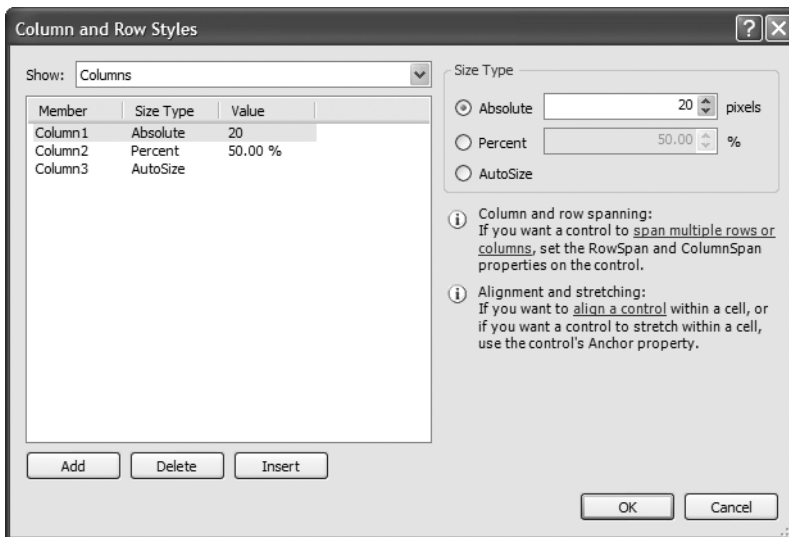 Column and Row Styles
Show: Columns
Member Size Type Value
Column1 Absolute 20
Column2 Percent 50.00 %
Column3 AutoSize
Add Delete Insert
Size Type
Absolute 20 pixels
Percent 50.00 %
AutoSize
Column and row spanning:
If you want a control to span multiple rows or
columns, set the RowSpan and ColumnSpan
properties on the control.
Alignment and stretching:
If you want to align a control within a cell, or
if you want a control to stretch within a cell,
use the control's Anchor property.
OK Cancel